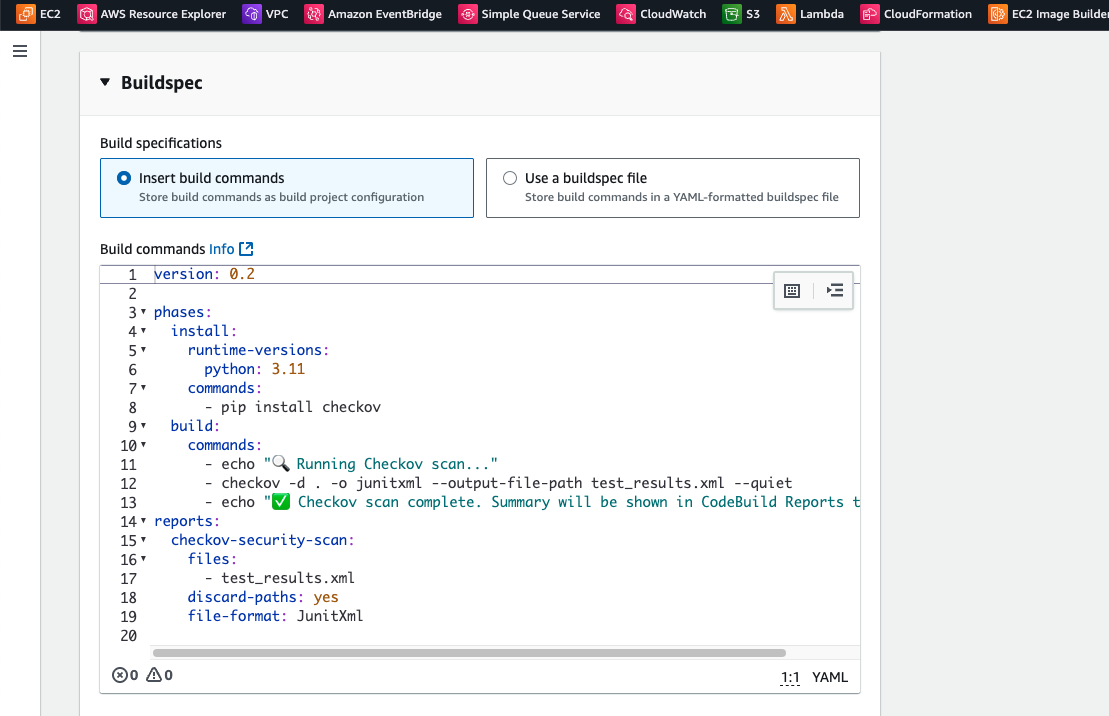 EC2 AWS Resource Explorer VPC Amazon EventBridge Simple Queue Service CloudWatch S3 Lambda CloudFormation EC2 Image Builder
Buildspec
Build specifications
Insert build commands
Store build commands as build project configuration
Use a buildspec file
Store build commands in a YAML-formatted buildspec file
Build commands Info
1 version: 0.2
2
3 phases:
4 install:
5 runtime-versions:
6 python: 3.11
7 commands:
8 - pip install checkov
9 build:
10 commands:
11 - echo "🔍 Running Checkov scan..."
12 - checkov -d . -o junitxml --output-file-path test_results.xml --quiet
13 - echo "✅ Checkov scan complete. Summary will be shown in CodeBuild Reports t
14 reports:
15 checkov-security-scan:
16 files:
17 - test_results.xml
18 discard-paths: yes
19 file-format: JunitXml
20
0 0
1:1 YAML